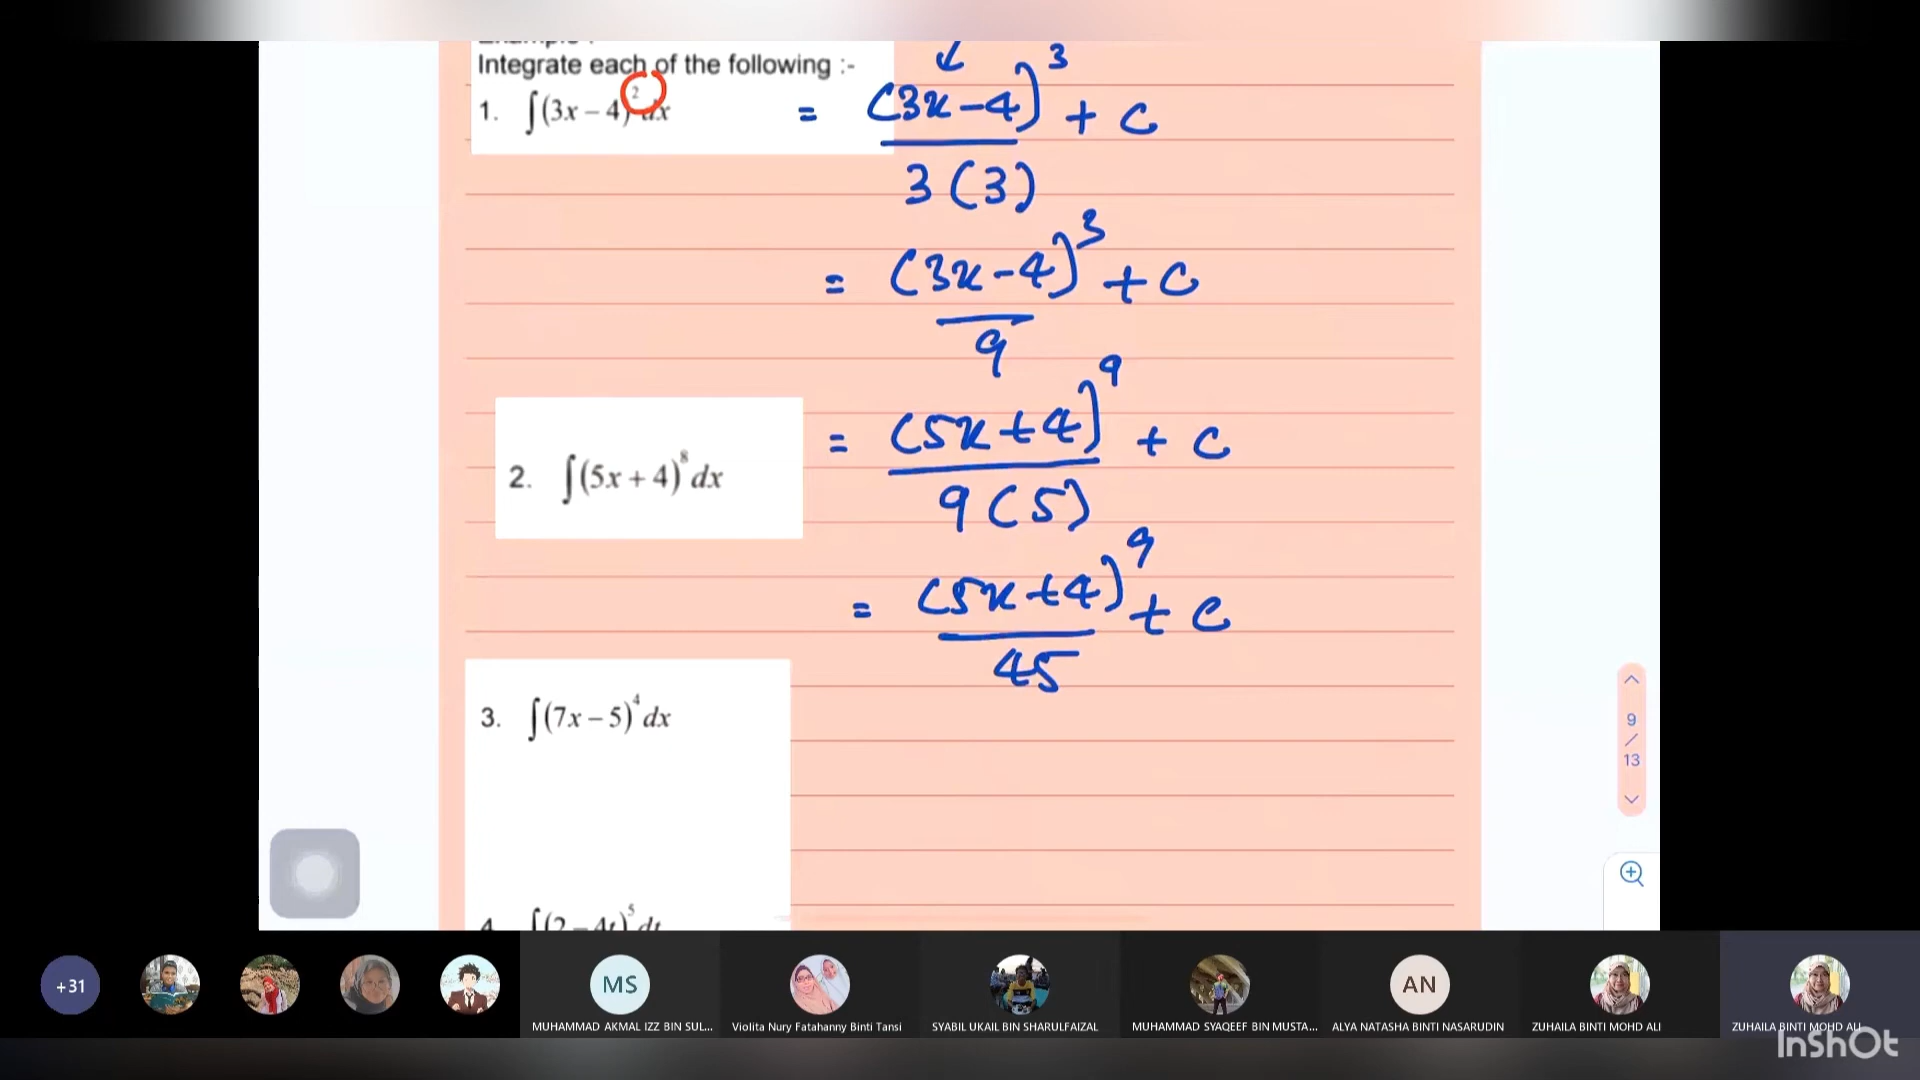 Integrate each of the following :-
1. ∫(3x – 4)² dx = (3x-4)³ + c
3(3)
= (3x-4)³ + c
9
2. ∫(5x + 4)⁸ dx = (5x+4)⁹ + c
9(5)
= (5x+4)⁹ + c
45
3. ∫(7x – 5)⁴ dx
9
/
13
+31
MS
AN
MUHAMMAD AKMAL IZZ BIN SUL...
Violita Nury Fatahanny Binti Tansi
SYABIL UKAIL BIN SHARULFAIZAL
MUHAMMAD SYAQEEF BIN MUSTA...
ALYA NATASHA BINTI NASARUDIN
ZUHAILA BINTI MOHD ALI
ZUHAILA BINTI MOHD ALI
InShOt